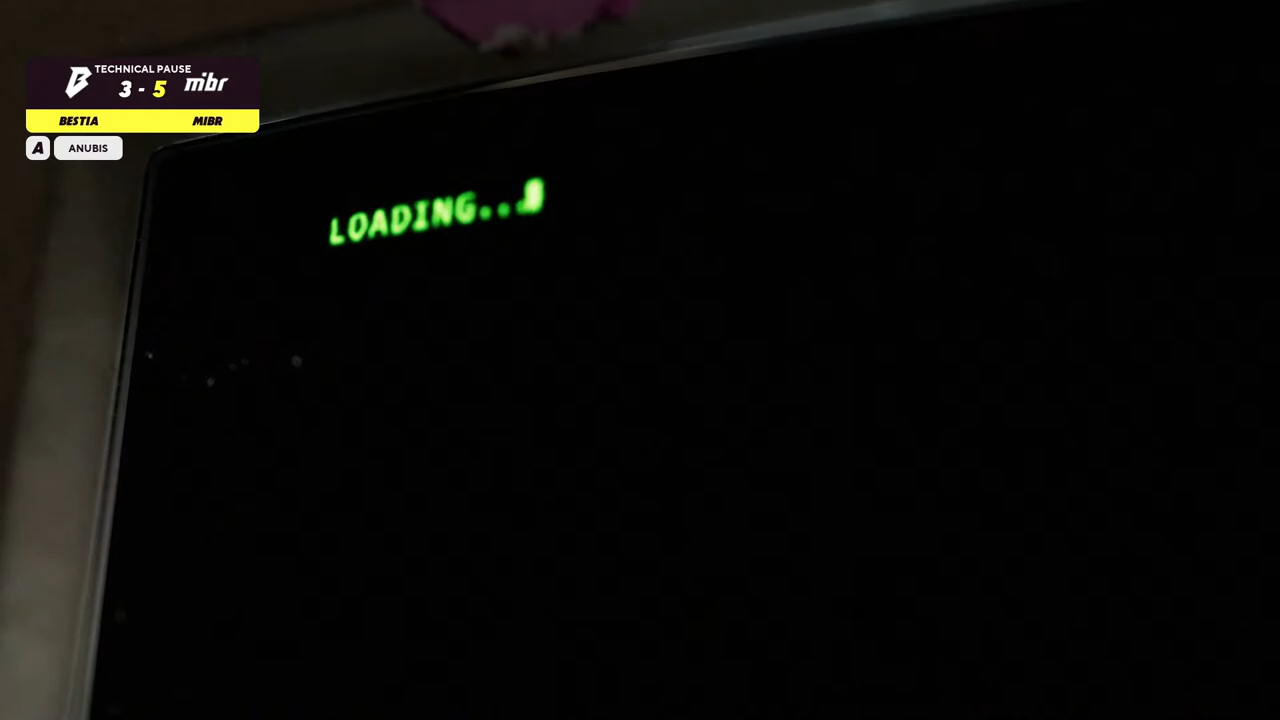 TECHNICAL PAUSE
3 - 5
mibr
BESTIA MIBR
A ANUBIS
LOADING...